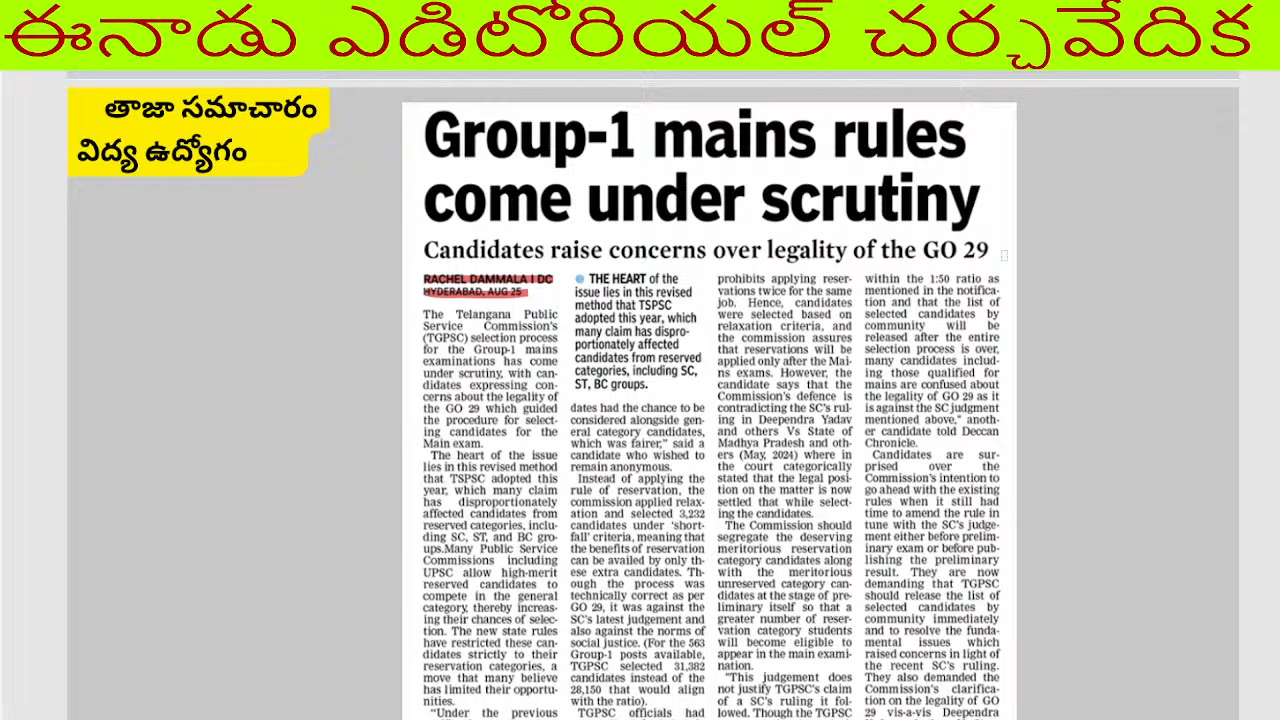 ఈనాడు ఎడిటోరియల్ చర్చావేదిక
తాజా సమాచారం
విద్య ఉద్యోగం
Group-1 mains rules
come under scrutiny
Candidates raise concerns over legality of the GO 29
RACHEL DAMMALA I DC
HYDERABAD, AUG 25
The Telangana Public
Service Commission's
(TGPSC) selection process
for the Group-1 mains
examinations has come
under scrutiny, with can-
didates expressing con-
cerns about the legality of
the GO 29 which guided
the procedure for select-
ing candidates for the
Main exam.
The heart of the issue
lies in this revised method
that TSPSC adopted this
year, which many claim
has disproportionately
affected candidates from
reserved categories, inclu-
ding SC, ST, and BC gro-
ups.Many Public Service
Commissions including
UPSC allow high-merit
reserved candidates to
compete in the general
category, thereby increas-
ing their chances of selec-
tion. The new state rules
have restricted these can-
didates strictly to their
reservation categories, a
move that many believe
has limited their opportu-
nities.
"Under the previous
THE HEART of the
issue lies in this revised
method that TSPSC
adopted this year, which
many claim has dispro-
portionately affected
candidates from reserved
categories, including SC,
ST, BC groups.
dates had the chance to be
considered alongside gen-
eral category candidates,
which was fairer," said a
candidate who wished to
remain anonymous.
Instead of applying the
rule of reservation, the
commission applied relax-
ation and selected 3,232
candidates under 'short-
fall' criteria, meaning that
the benefits of reservation
can be availed by only th-
ese extra candidates. Th-
ough the process was
technically correct as per
GO 29, it was against the
SC's latest judgement and
also against the norms of
social justice. (For the 563
Group-1 posts available,
TGPSC selected 31,382
candidates instead of the
28,150 that would align
with the ratio).
TGPSC officials had
prohibits applying reser-
vations twice for the same
job. Hence, candidates
were selected based on
relaxation criteria, and
the commission assures
that reservations will be
applied only after the Mai-
ns exams. However, the
candidate says that the
Commission's defence is
contradicting the SC's rul-
ing in Deependra Yadav
and others Vs State of
Madhya Pradesh and oth-
ers (May, 2024) where in
the court categorically
stated that the legal posi-
tion on the matter is now
settled that while select-
ing the candidates.
The Commission should
segregate the deserving
meritorious reservation
category candidates along
with the meritorious
unreserved category can-
didates at the stage of pre-
liminary itself so that a
greater number of reser-
vation category students
will become eligible to
appear in the main exami-
nation.
"This judgement does
not justify TGPSC's claim
of a SC's ruling it fol-
lowed. Though the TGPSC
within the 1:50 ratio as
mentioned in the notifica-
tion and that the list of
selected candidates by
community will be
released after the entire
selection process is over,
many candidates includ-
ing those qualified for
mains are confused about
the legality of GO 29 as it
is against the SC judgment
mentioned above," anoth-
er candidate told Deccan
Chronicle.
Candidates are sur-
prised over the
Commission's intention to
go ahead with the existing
rules when it still had
time to amend the rule in
tune with the SC's judge-
ment either before prelim-
inary exam or before pub-
lishing the preliminary
result. They are now
demanding that TGPSC
should release the list of
selected candidates by
community immediately
and to resolve the funda-
mental issues which
raised concerns in light of
the recent SC's ruling.
They also demanded the
Commission's clarifica-
tion on the legality of GO
29 vis-a-vis Deependra